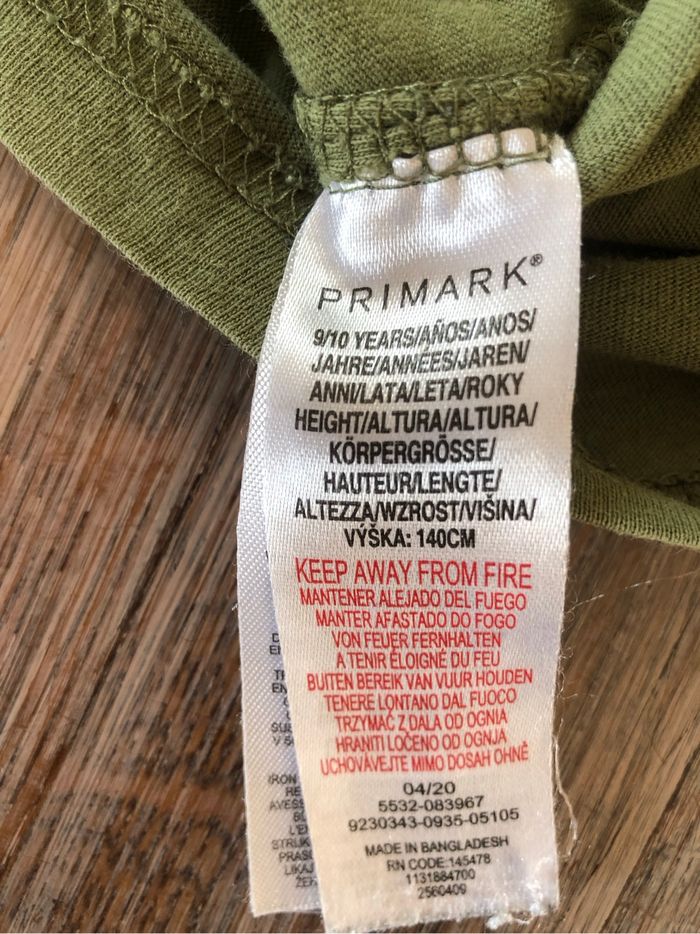 PRIMARK®
9/10 YEARS/AÑOS/ANOS/
JAHRE/ANNÉES/JAREN/
ANNI/LATA/LETA/ROKY
HEIGHT/ALTURA/ALTURA/
KÖRPERGRÖSSE/
HAUTEUR/LENGTE/
ALTEZZA/WZROST/VIŠINA/
VÝŠKA: 140CM
KEEP AWAY FROM FIRE
MANTENER ALEJADO DEL FUEGO
MANTER AFASTADO DO FOGO
VON FEUER FERNHALTEN
A TENIR ÉLOIGNÉ DU FEU
BUITEN BEREIK VAN VUUR HOUDEN
TENERE LONTANO DAL FUOCO
TRZYMAĆ Z DALA OD OGNIA
HRANITI LOČENO OD OGNJA
UCHOVÁVEJTE MIMO DOSAH OHNĚ
04/20
5532-083967
9230343-0935-05105
MADE IN BANGLADESH
RN CODE:145478
1131884700
2560409
IRON